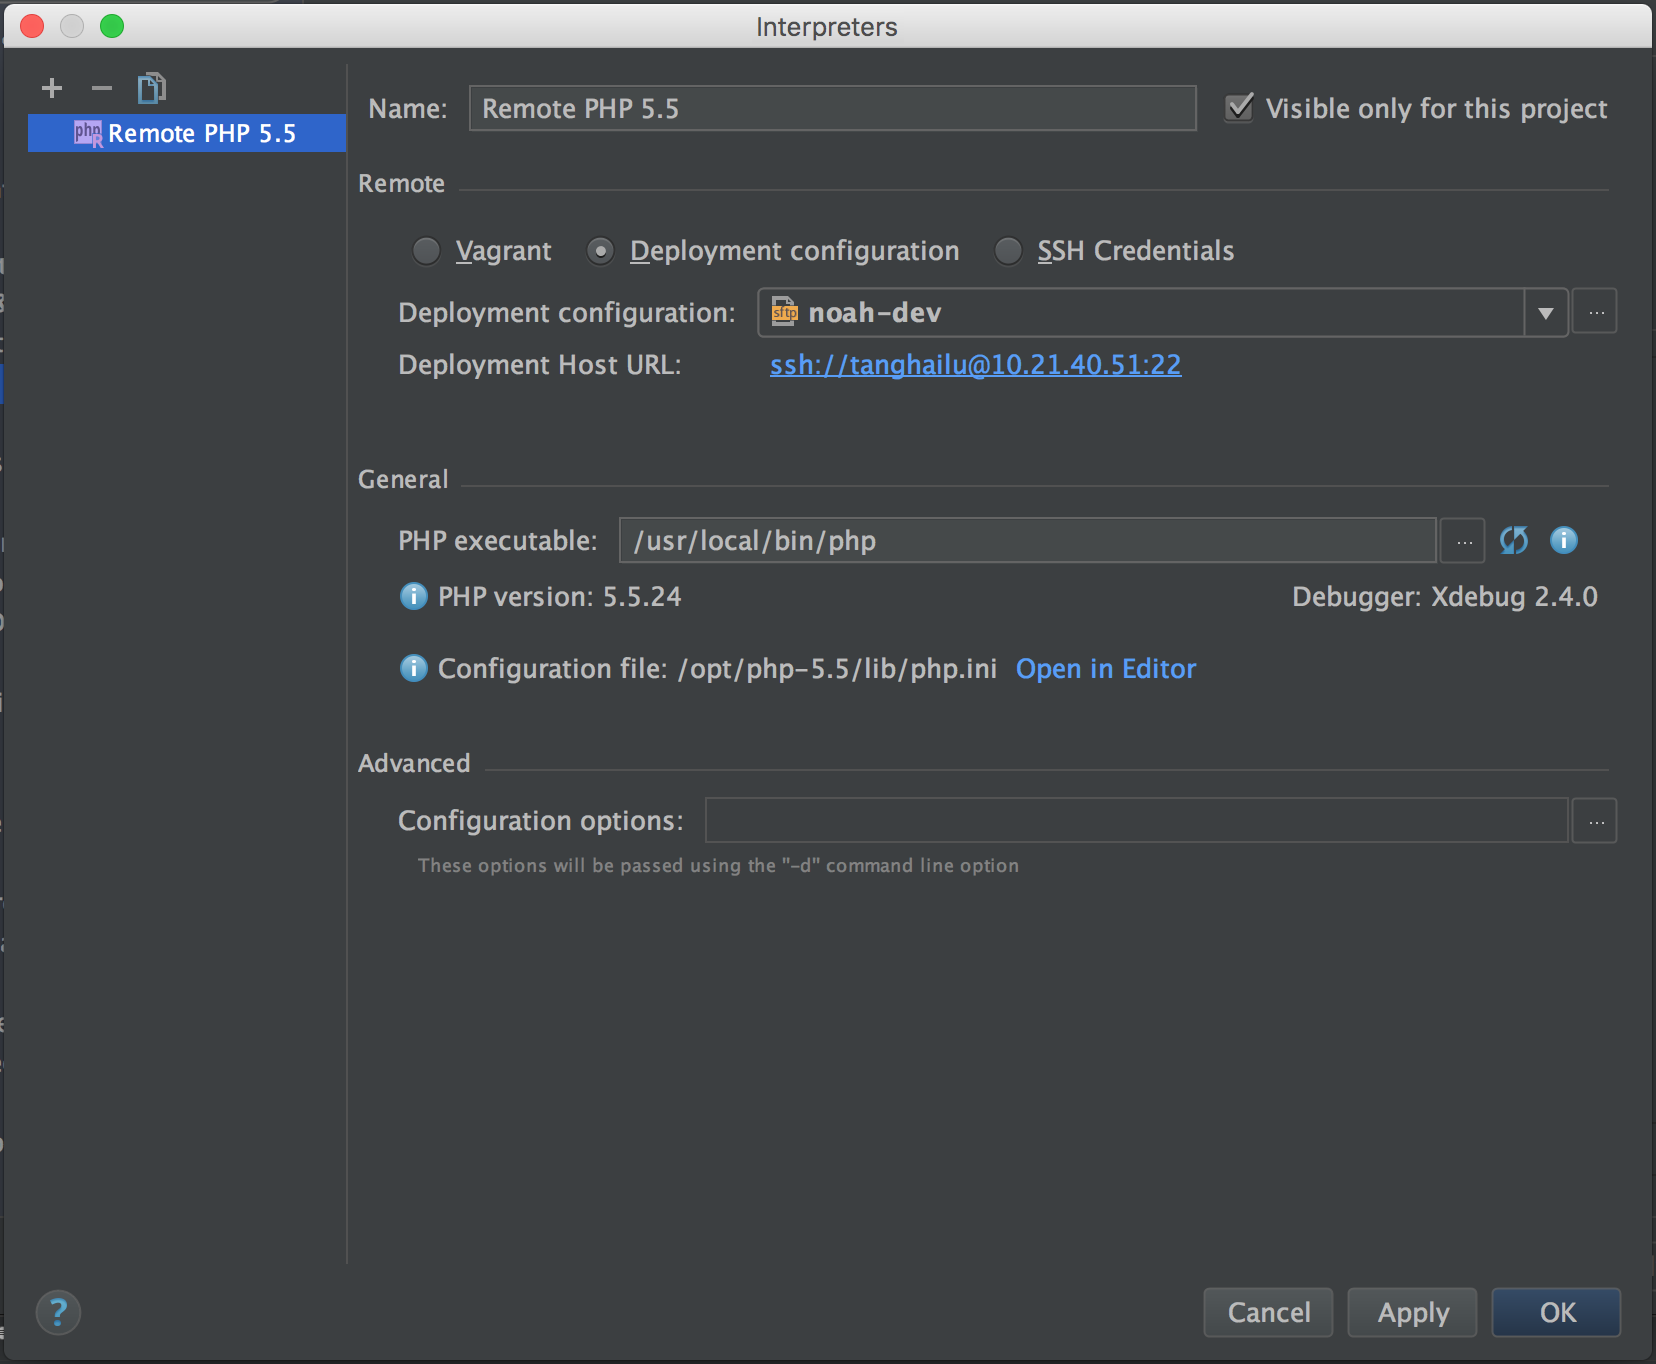 Interpreters
Remote PHP 5.5
Name: Remote PHP 5.5 Visible only for this project
Remote
Vagrant Deployment configuration SSH Credentials
Deployment configuration: sftp noah-dev ...
Deployment Host URL: ssh://tanghailu@10.21.40.51:22
General
PHP executable: /usr/local/bin/php ...
PHP version: 5.5.24 Debugger: Xdebug 2.4.0
Configuration file: /opt/php-5.5/lib/php.ini Open in Editor
Advanced
Configuration options: ...
These options will be passed using the "-d" command line option
? Cancel Apply OK